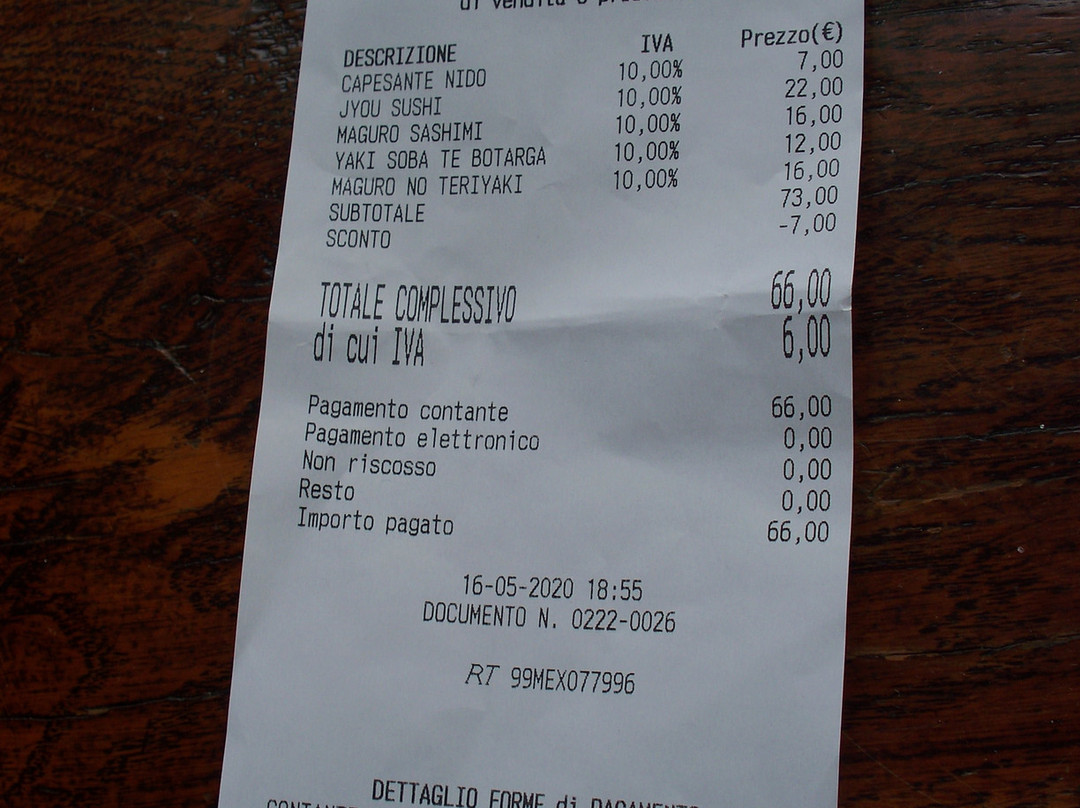 di vendita o
DESCRIZIONE IVA Prezzo(€)
CAPESANTE NIDO 10,00% 7,00
JYOU SUSHI 10,00% 22,00
MAGURO SASHIMI 10,00% 16,00
YAKI SOBA TE BOTARGA 10,00% 12,00
MAGURO NO TERIYAKI 10,00% 16,00
SUBTOTALE 73,00
SCONTO -7,00
TOTALE COMPLESSIVO 66,00
di cui IVA 6,00
Pagamento contante 66,00
Pagamento elettronico 0,00
Non riscosso 0,00
Resto 0,00
Importo pagato 66,00
16-05-2020 18:55
DOCUMENTO N. 0222-0026
RT 99MEX077996
DETTAGLIO FORME di PAGAMENTO